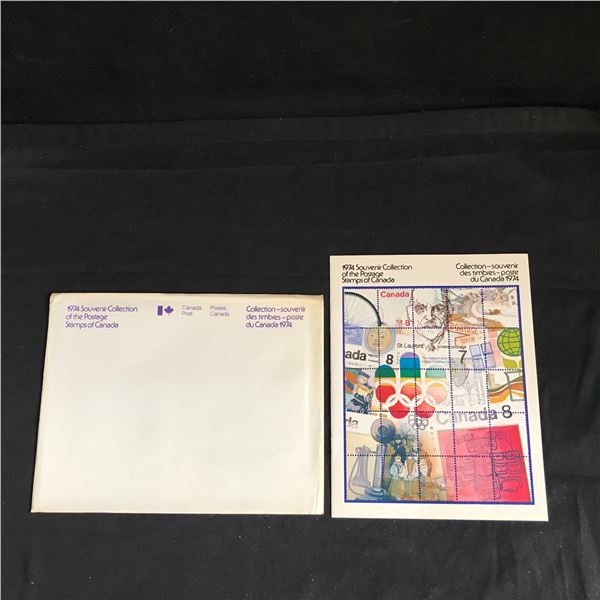 1974 Souvenir Collection
of the Postage
Stamps of Canada
Canada
Post
Postes
Canada
Collection-souvenir
des timbres-poste
du Canada 1974
1974 Souvenir Collection
of the Postage
Stamps of Canada
Collection-souvenir
des timbres-poste
du Canada 1974
Canada
8
St. Laurent
nada
8
7
Canada 8
da